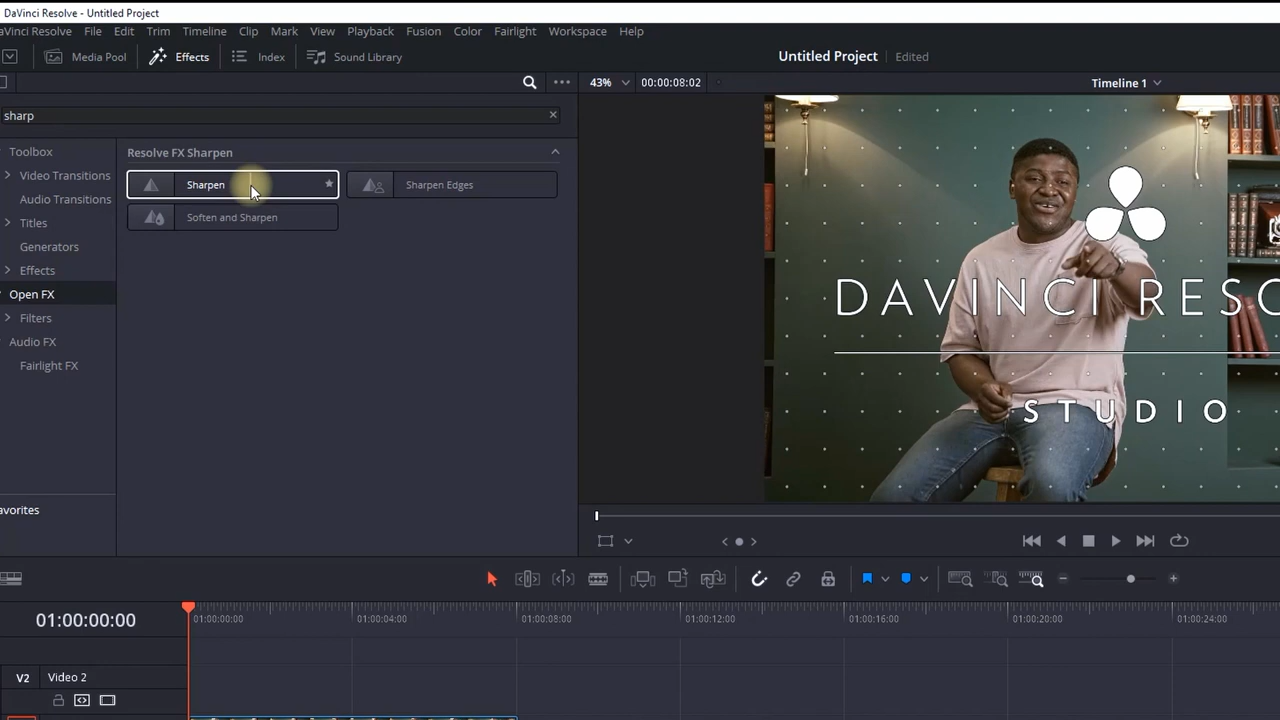 DaVinci Resolve - Untitled Project
aVinci Resolve File Edit Trim Timeline Clip Mark View Playback Fusion Color Fairlight Workspace Help
Media Pool Effects Index Sound Library Untitled Project Edited
43% 00:00:08:02 Timeline 1
sharp
Toolbox
Video Transitions
Audio Transitions
Titles
Generators
Effects
Open FX
Filters
Audio FX
Fairlight FX
avorites
Resolve FX Sharpen
Sharpen Sharpen Edges
Soften and Sharpen
DAVINCI RESO
STUDIO
01:00:00:00 01:00:00:00 01:00:04:00 01:00:08:00 01:00:12:00 01:00:16:00 01:00:20:00 01:00:24:00
V2 Video 2